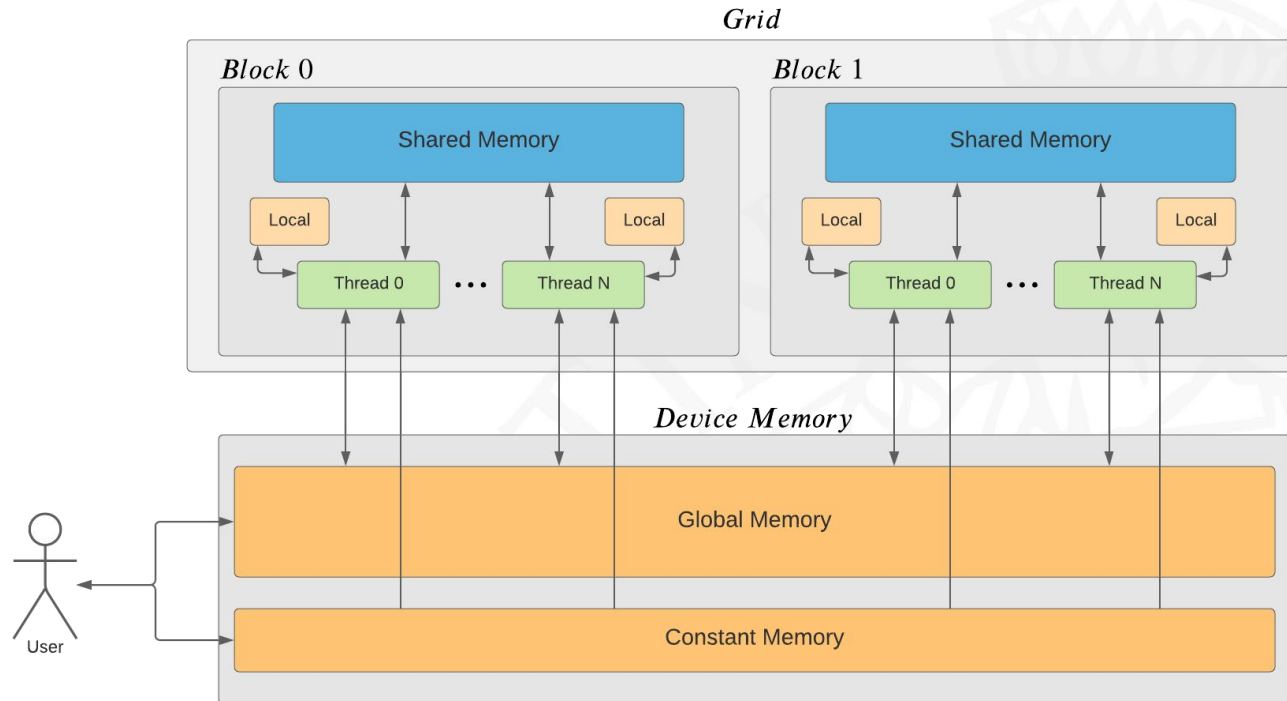 Grid
Block 0
Block 1
Shared Memory
Shared Memory
Local
Local
Local
Local
Thread 0
...
Thread N
Thread 0
...
Thread N
Device Memory
Global Memory
Constant Memory
User